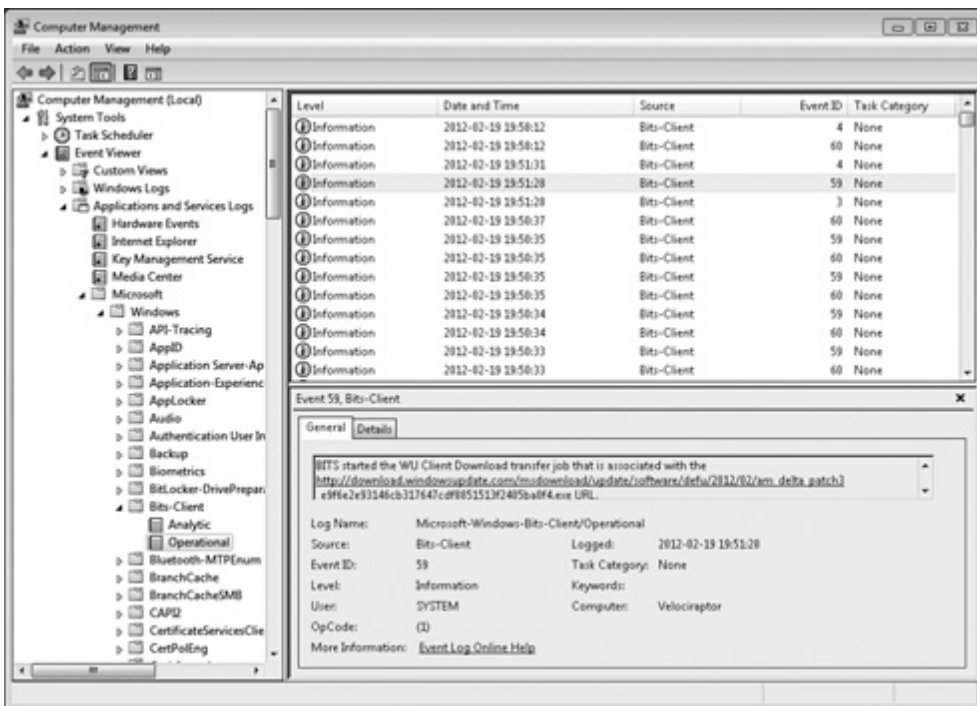 Computer Management
File Action View Help
Computer Management (Local)
System Tools
Task Scheduler
Event Viewer
Custom Views
Windows Logs
Applications and Services Logs
Hardware Events
Internet Explorer
Key Management Service
Media Center
Microsoft
Windows
API-Tracing
AppID
Application Server-Ap
Application-Experienc
AppLocker
Audio
Authentication User In
Backup
Biometrics
BitLocker-DrivePrepar
Bits-Client
Analytic
Operational
Bluetooth-MTPEnum
BranchCache
BranchCacheSMB
CAPI2
CertificateServicesClie
CertPolEng
Level Date and Time Source Event ID Task Category
Information 2012-02-19 19:58:12 Bits-Client 4 None
Information 2012-02-19 19:58:12 Bits-Client 60 None
Information 2012-02-19 19:51:31 Bits-Client 4 None
Information 2012-02-19 19:51:28 Bits-Client 59 None
Information 2012-02-19 19:51:28 Bits-Client 3 None
Information 2012-02-19 19:50:37 Bits-Client 60 None
Information 2012-02-19 19:50:35 Bits-Client 59 None
Information 2012-02-19 19:50:35 Bits-Client 60 None
Information 2012-02-19 19:50:35 Bits-Client 59 None
Information 2012-02-19 19:50:35 Bits-Client 60 None
Information 2012-02-19 19:50:34 Bits-Client 59 None
Information 2012-02-19 19:50:34 Bits-Client 60 None
Information 2012-02-19 19:50:33 Bits-Client 59 None
Information 2012-02-19 19:50:33 Bits-Client 60 None
Event 59, Bits-Client
General Details
BITS started the WU Client Download transfer job that is associated with the
http://download.windowsupdate.com/msdownload/update/software/defu/2012/02/am_delta_patch3
_e9f6e2e93146cb317647cdf8851513f2405ba0f4.exe URL.
Log Name: Microsoft-Windows-Bits-Client/Operational
Source: Bits-Client Logged: 2012-02-19 19:51:28
Event ID: 59 Task Category: None
Level: Information Keywords:
User: SYSTEM Computer: Velociraptor
OpCode: (1)
More Information: Event Log Online Help